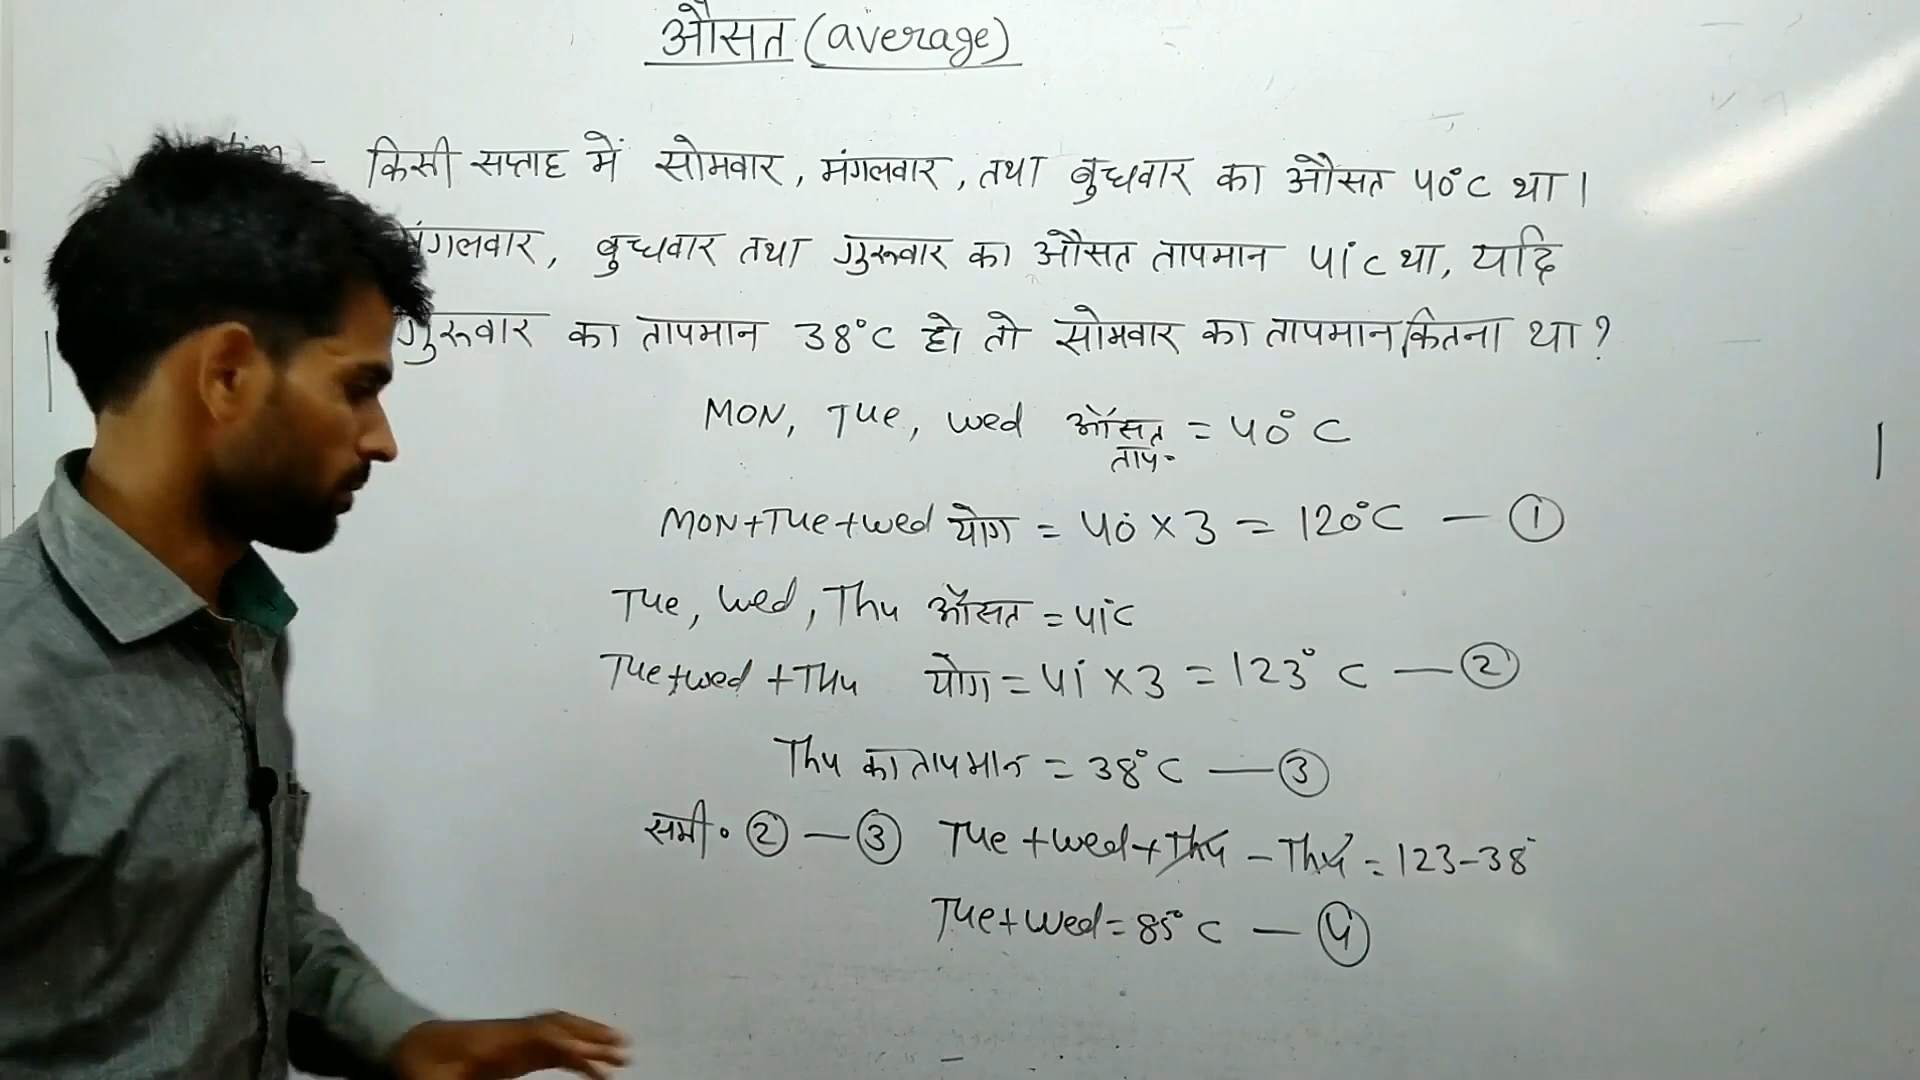 औसत (average)
- किसी सप्ताह में सोमवार, मंगलवार, तथा बुधवार का औसत 40°C था।
मंगलवार, बुधवार तथा गुरूवार का औसत तापमान 41°C था, यदि
गुरूवार का तापमान 38°C हो तो सोमवार का तापमान कितना था ?
MON, Tue, wed औसत ताप॰ = 40°C
MON+Tue+wed योग = 40° × 3 = 120°C — ①
Tue, wed, Thu औसत = 41°C
Tue+wed +Thu योग = 41° × 3 = 123°C — ②
Thu का तापमान = 38°C — ③
समी॰ ② — ③ Tue +wed+Thu - Thu = 123-38°
Tue+wed = 85°C — ④